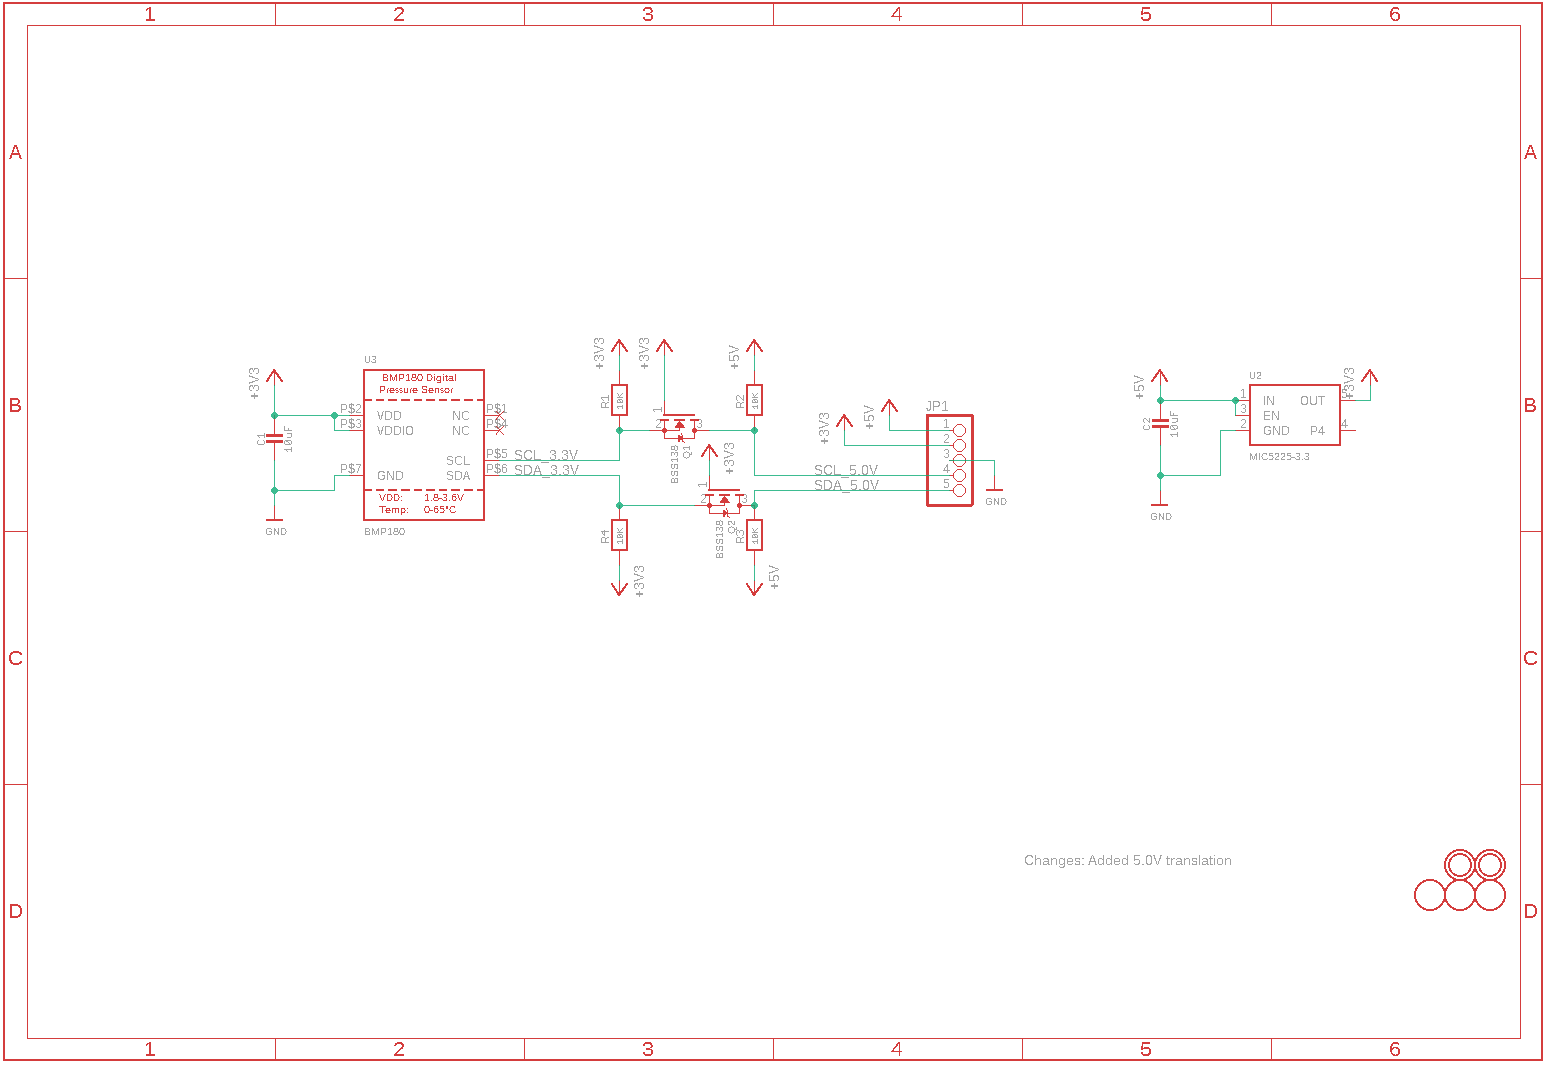 1 2 3 4 5 6
A A
B B
C C
D D
+3V3
C1
10uF
GND
U3
BMP180 Digital
Pressure Sensor
P$2 VDD NC P$1
P$3 VDDIO NC P$4
SCL P$5
P$7 GND SDA P$6
VDD: 1.8-3.6V
Temp: 0-65°C
BMP180
SCL_3.3V
SDA_3.3V
+3V3
R1
10K
+3V3
1
2 3
BSS138
Q1
+5V
R2
10K
+3V3
1
2 3
BSS138
Q2
R4
10K
+3V3
R3
10K
+5V
SCL_5.0V
SDA_5.0V
+3V3
+5V
JP1
1
2
3
4
5
GND
+5V
C2
10uF
GND
U2
1 IN OUT
3 EN
2 GND P4 4
MIC5225-3.3
+3V3
Changes: Added 5.0V translation
1 2 3 4 5 6